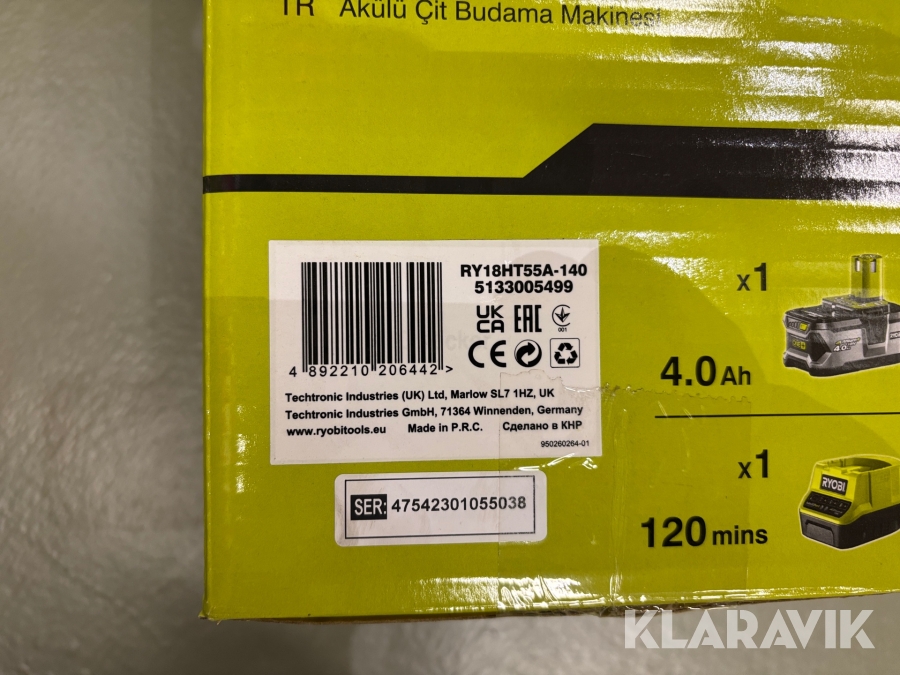 TR Akülü Çit Budama Makinesi
RY18HT55A-140
5133005499
UK
CA
EAC
001
CE
4 892210 206442 >
Techtronic Industries (UK) Ltd, Marlow SL7 1HZ, UK
Techtronic Industries GmbH, 71364 Winnenden, Germany
www.ryobitools.eu Made in P.R.C. Сделано в КНР
950260264-01
SER: 47542301055038
x1
4.0Ah
x1
RYOBI
120 mins
KLARAVIK